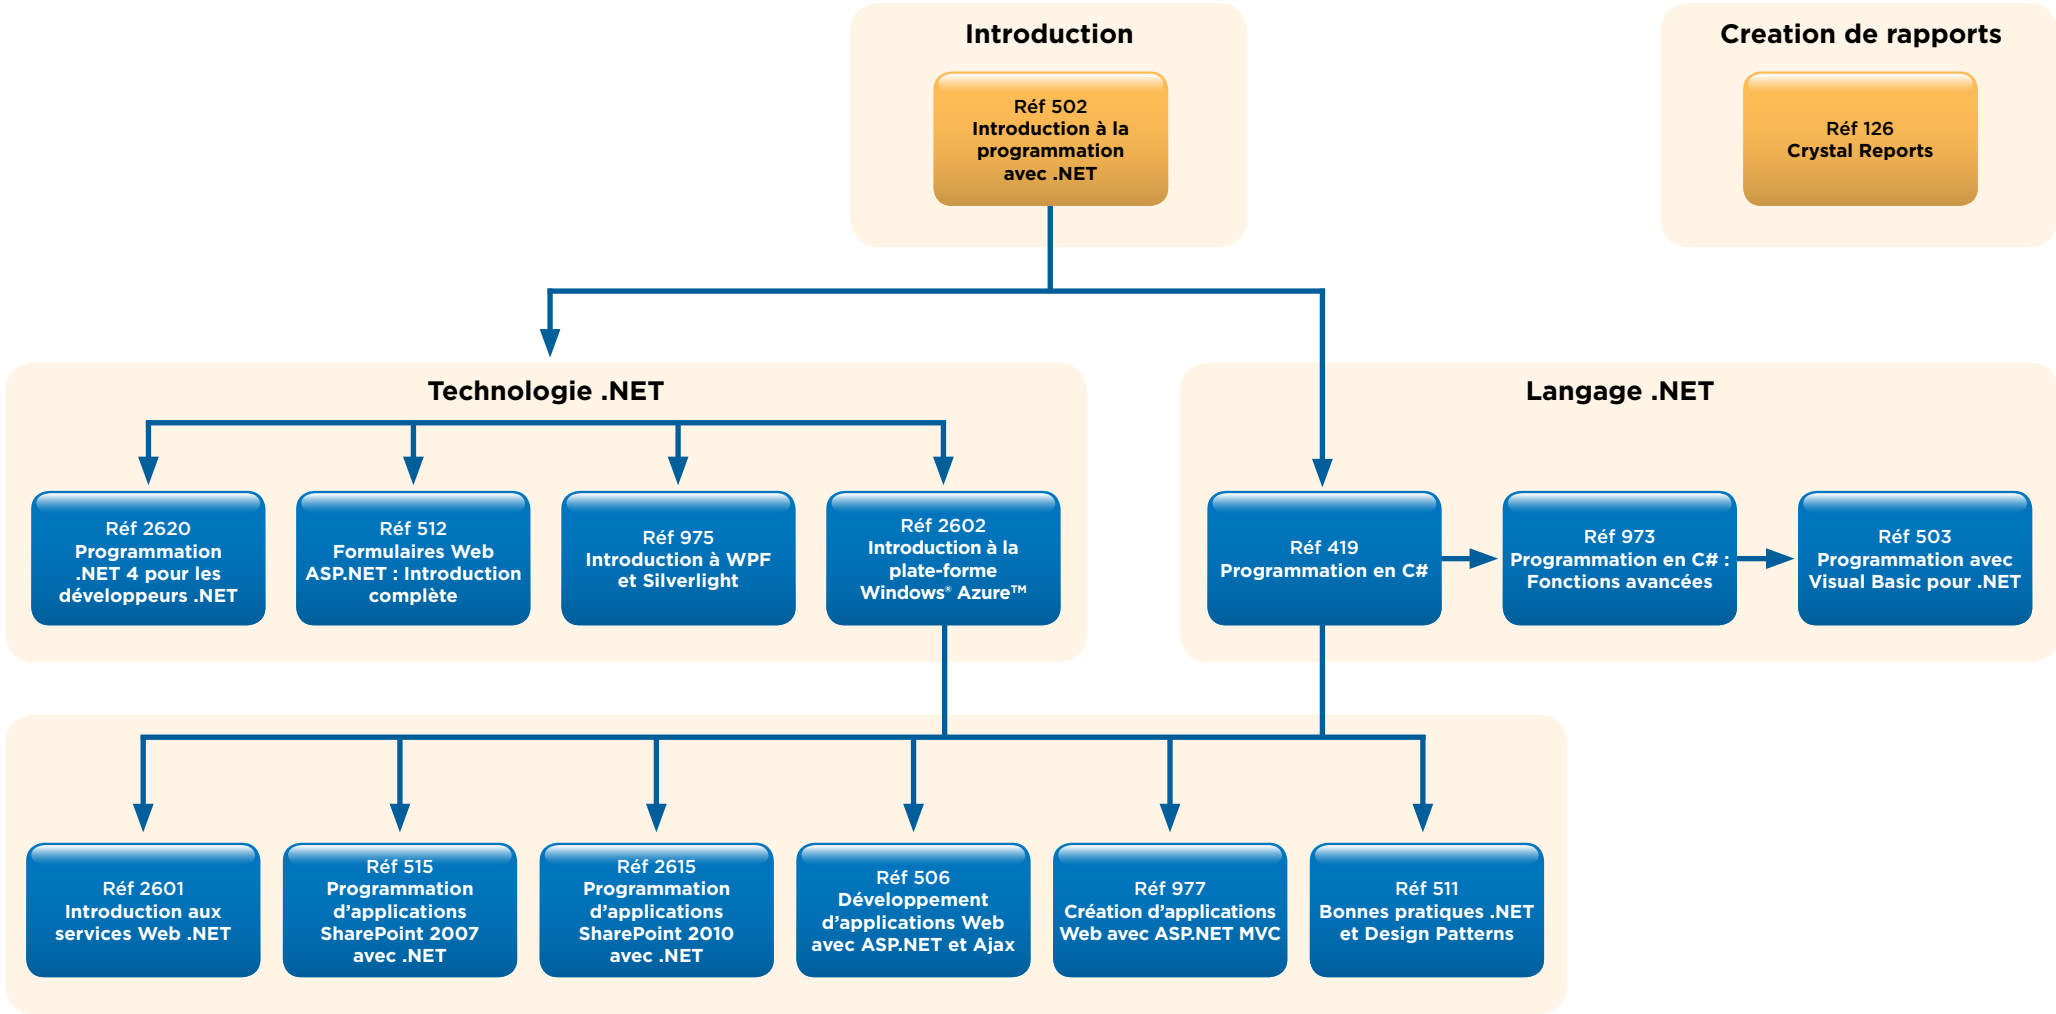 Introduction
Réf 502
Introduction à la
programmation
avec .NET
Creation de rapports
Réf 126
Crystal Reports
Technologie .NET
Réf 2620
Programmation
.NET 4 pour les
développeurs .NET
Réf 512
Formulaires Web
ASP.NET : Introduction
complète
Réf 975
Introduction à WPF
et Silverlight
Réf 2602
Introduction à la
plate-forme
Windows® Azure™
Langage .NET
Réf 419
Programmation en C#
Réf 973
Programmation en C# :
Fonctions avancées
Réf 503
Programmation avec
Visual Basic pour .NET
Réf 2601
Introduction aux
services Web .NET
Réf 515
Programmation
d’applications
SharePoint 2007
avec .NET
Réf 2615
Programmation
d’applications
SharePoint 2010
avec .NET
Réf 506
Développement
d’applications Web
avec ASP.NET et Ajax
Réf 977
Création d’applications
Web avec ASP.NET MVC
Réf 511
Bonnes pratiques .NET
et Design Patterns